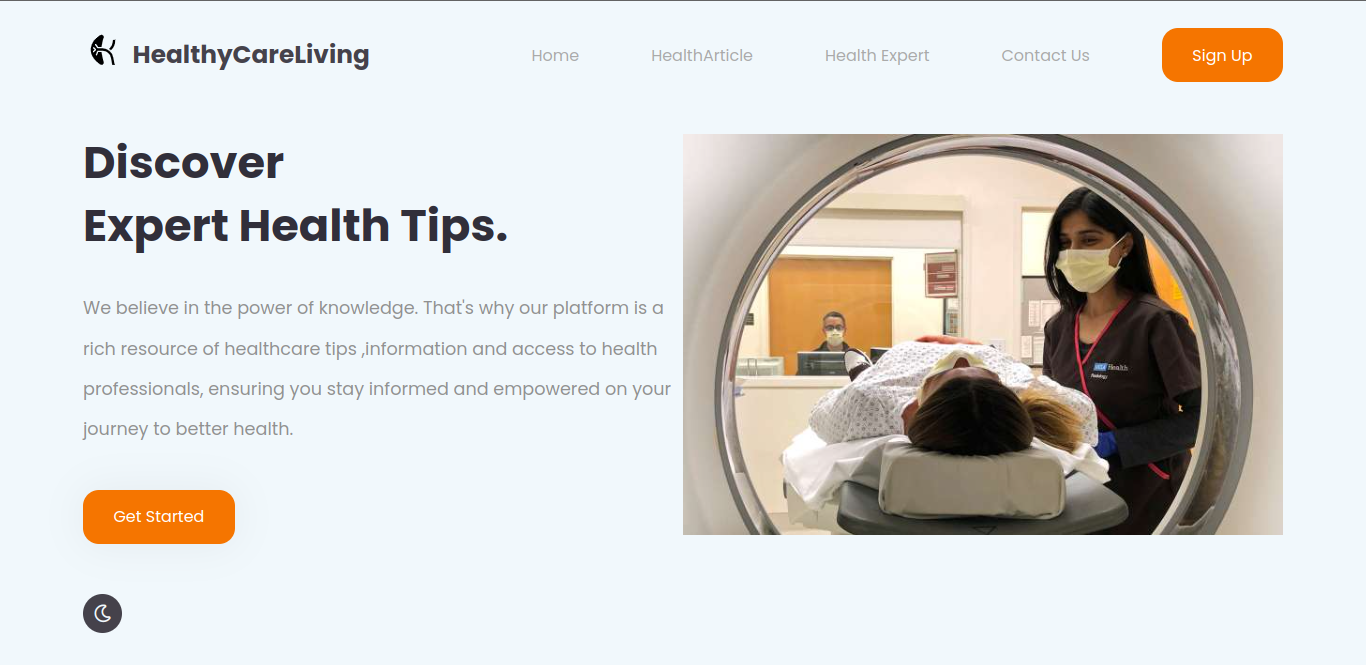 HealthyCareLiving
Home HealthArticle Health Expert Contact Us Sign Up
Discover
Expert Health Tips.
We believe in the power of knowledge. That's why our platform is a
rich resource of healthcare tips ,information and access to health
professionals, ensuring you stay informed and empowered on your
journey to better health.
Get Started
Health
Radiology